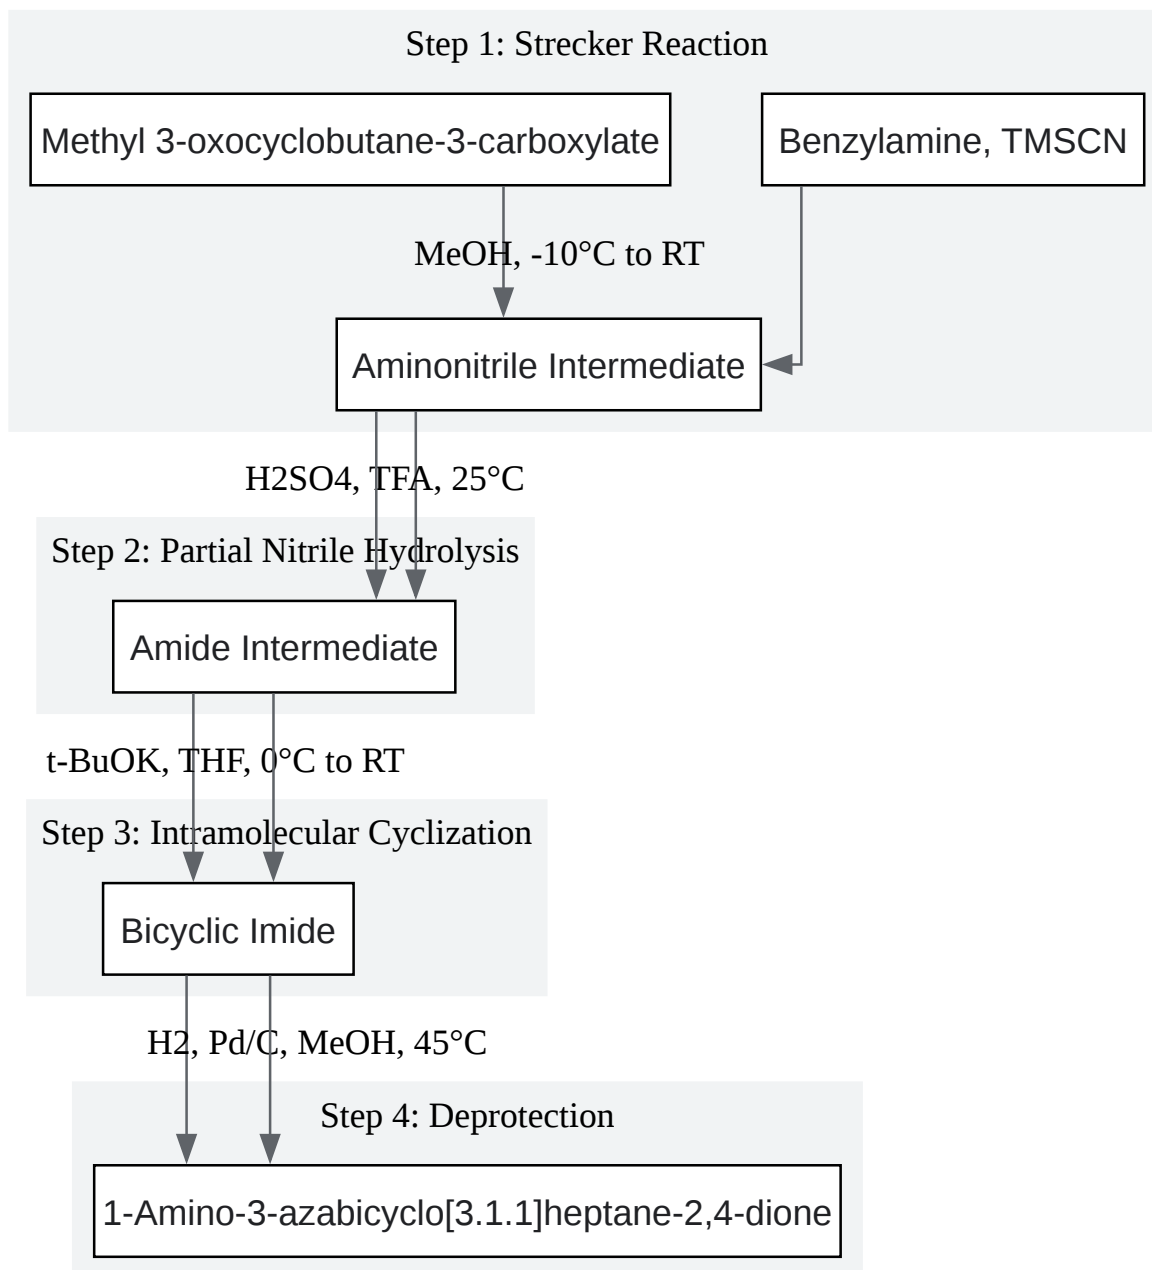 Step 1: Strecker Reaction
Methyl 3-oxocyclobutane-3-carboxylate
Benzylamine, TMSCN
MeOH, -10°C to RT
Aminonitrile Intermediate
H2SO4, TFA, 25°C
Step 2: Partial Nitrile Hydrolysis
Amide Intermediate
t-BuOK, THF, 0°C to RT
Step 3: Intramolecular Cyclization
Bicyclic Imide
H2, Pd/C, MeOH, 45°C
Step 4: Deprotection
1-Amino-3-azabicyclo[3.1.1]heptane-2,4-dione